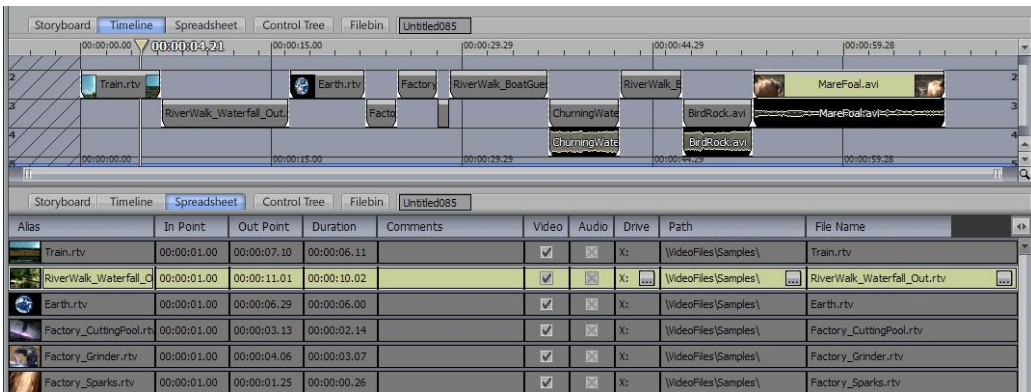 Storyboard Timeline Spreadsheet Control Tree Filebin Untitled085
00:00:00.00 00:00:04.21 00:00:15.00 00:00:29.29 00:00:44.29 00:00:59.28
2 Train.rtv Earth.rtv Factory RiverWalk_BoatGue RiverWalk_B MareFoal.avi 2
3 RiverWalk_Waterfall_Out. Facto ChurningWate BirdRock.avi MareFoal.avi 3
4 ChurningWate BirdRock.avi 4
5 00:00:00.00 00:00:15.00 00:00:29.29 00:00:44.29 00:00:59.28 5
Storyboard Timeline Spreadsheet Control Tree Filebin Untitled085
Alias In Point Out Point Duration Comments Video Audio Drive Path File Name
Train.rtv 00:00:01.00 00:00:07.10 00:00:06.11 X: \VideoFiles\Samples\ Train.rtv
RiverWalk_Waterfall_O 00:00:01.00 00:00:11.01 00:00:10.02 X: ... \VideoFiles\Samples\ ... RiverWalk_Waterfall_Out.rtv ...
Earth.rtv 00:00:01.00 00:00:06.29 00:00:06.00 X: \VideoFiles\Samples\ Earth.rtv
Factory_CuttingPool.rtv 00:00:01.00 00:00:03.13 00:00:02.14 X: \VideoFiles\Samples\ Factory_CuttingPool.rtv
Factory_Grinder.rtv 00:00:01.00 00:00:04.06 00:00:03.07 X: \VideoFiles\Samples\ Factory_Grinder.rtv
Factory_Sparks.rtv 00:00:01.00 00:00:01.25 00:00:00.26 X: \VideoFiles\Samples\ Factory_Sparks.rtv